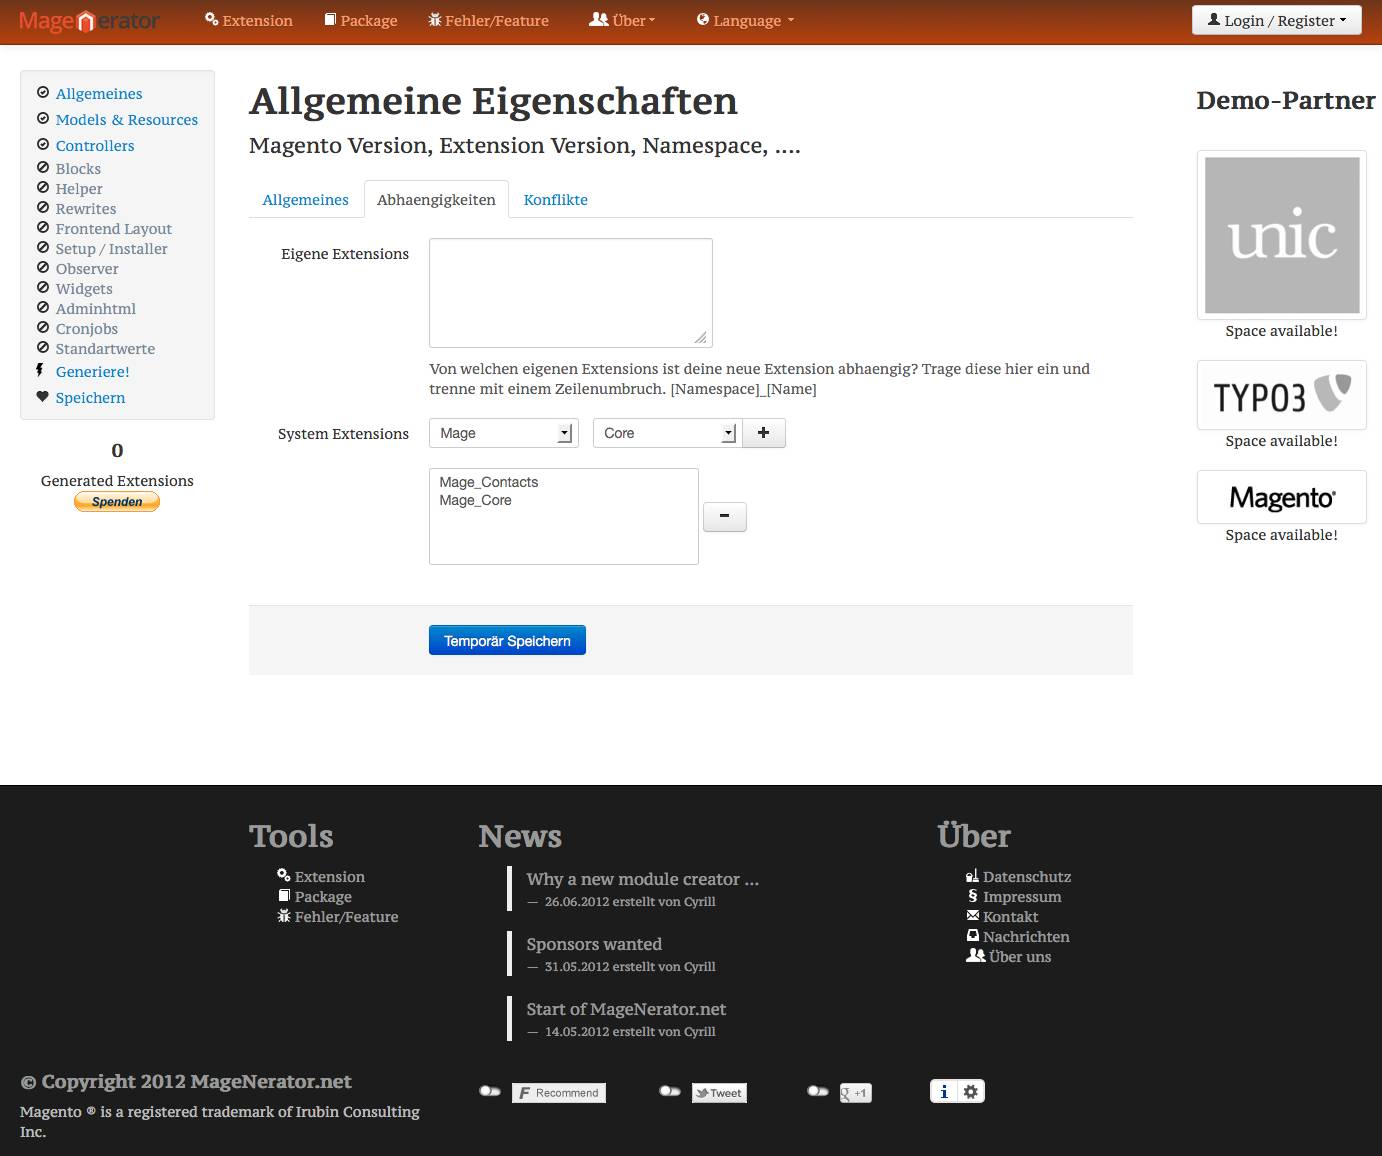 MageNerator
Extension
Package
Fehler/Feature
Über
Language
Login / Register
Allgemeines
Models & Resources
Controllers
Blocks
Helper
Rewrites
Frontend Layout
Setup / Installer
Observer
Widgets
Adminhtml
Cronjobs
Standartwerte
Generiere!
Speichern
0
Generated Extensions
Spenden
Allgemeine Eigenschaften
Magento Version, Extension Version, Namespace, ....
Allgemeines
Abhaengigkeiten
Konflikte
Eigene Extensions
Von welchen eigenen Extensions ist deine neue Extension abhaengig? Trage diese hier ein und
trenne mit einem Zeilenumbruch. [Namespace]_[Name]
System Extensions
Mage
Core
Mage_Contacts
Mage_Core
Temporär Speichern
Demo-Partner
unic
Space available!
TYPO3
Space available!
Magento®
Space available!
Tools
Extension
Package
Fehler/Feature
News
Why a new module creator ...
— 26.06.2012 erstellt von Cyrill
Sponsors wanted
— 31.05.2012 erstellt von Cyrill
Start of MageNerator.net
— 14.05.2012 erstellt von Cyrill
Über
Datenschutz
§ Impressum
Kontakt
Nachrichten
Über uns
© Copyright 2012 MageNerator.net
Magento ® is a registered trademark of Irubin Consulting
Inc.
F Recommend
Tweet
g +1
i